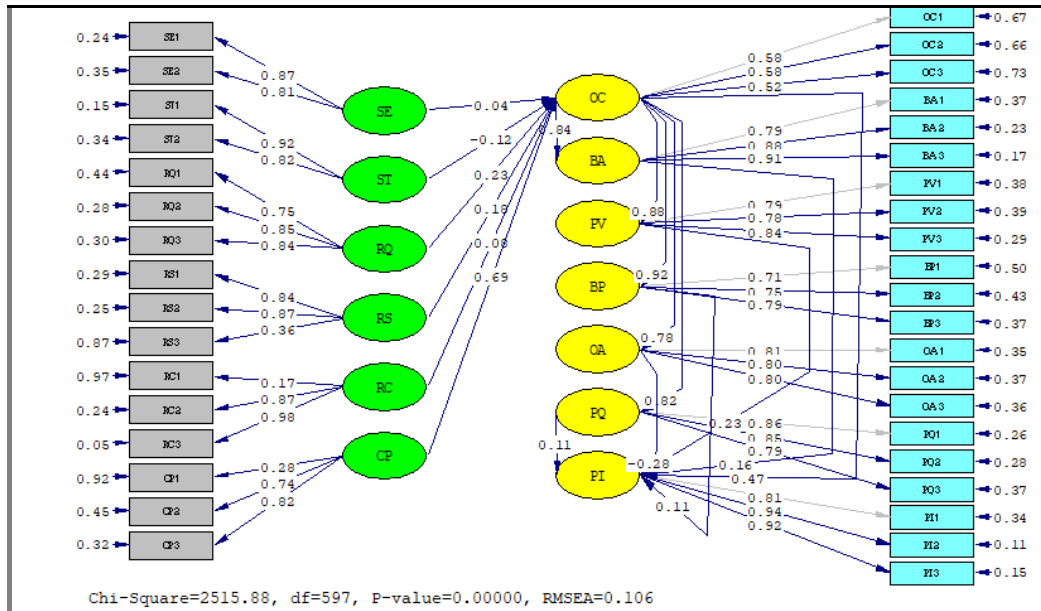 0.24 SE1
0.35 SE2
0.15 ST1
0.34 ST2
0.44 RQ1
0.28 RQ2
0.30 RQ3
0.29 RS1
0.25 RS2
0.87 RS3
0.97 RC1
0.24 RC2
0.05 RC3
0.92 CP1
0.45 CP2
0.32 CP3
0.87
0.81
0.92
0.82
0.75
0.85
0.84
0.84
0.87
0.36
0.17
0.87
0.98
0.28
0.74
0.82
SE
ST
RQ
RS
RC
CP
0.04
-0.12
0.23
0.18
0.08
0.69
OC
BA
PV
BP
OA
PQ
PI
0.84
0.88
0.92
0.78
0.82
0.11
-0.28
0.23
0.16
0.47
0.11
0.58
0.58
0.52
0.79
0.88
0.91
0.79
0.78
0.84
0.71
0.75
0.79
0.81
0.80
0.80
0.86
0.85
0.79
0.81
0.94
0.92
OC1 0.67
OC2 0.66
OC3 0.73
BA1 0.37
BA2 0.23
BA3 0.17
PV1 0.38
PV2 0.39
PV3 0.29
BP1 0.50
BP2 0.43
BP3 0.37
OA1 0.35
OA2 0.37
OA3 0.36
PQ1 0.26
PQ2 0.28
PQ3 0.37
PI1 0.34
PI2 0.11
PI3 0.15
Chi-Square=2515.88, df=597, P-value=0.00000, RMSEA=0.106